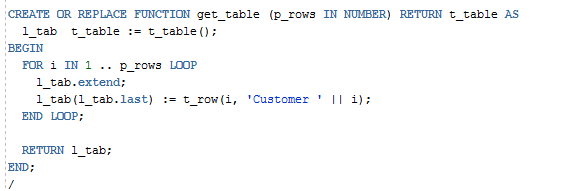 CREATE OR REPLACE FUNCTION get_table (p_rows IN NUMBER) RETURN t_table AS
  l_tab  t_table := t_table();
BEGIN
  FOR i IN 1 .. p_rows LOOP
    l_tab.extend;
    l_tab(l_tab.last) := t_row(i, 'Customer ' || i);
  END LOOP;

  RETURN l_tab;
END;
/